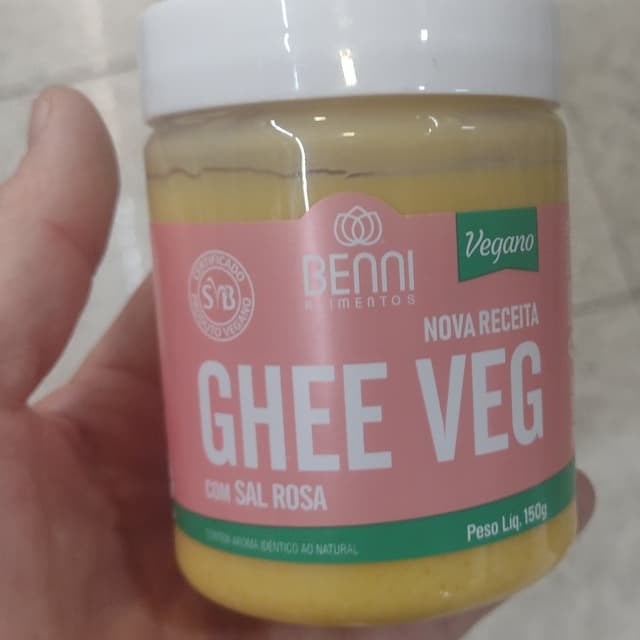 Vegano
CERTIFICADO
SVB
PRODUTO VEGANO
BENNI
ALIMENTOS
NOVA RECEITA
GHEE VEG
COM SAL ROSA
CONTÉM AROMA IDÊNTICO AO NATURAL
Peso Líq. 150g